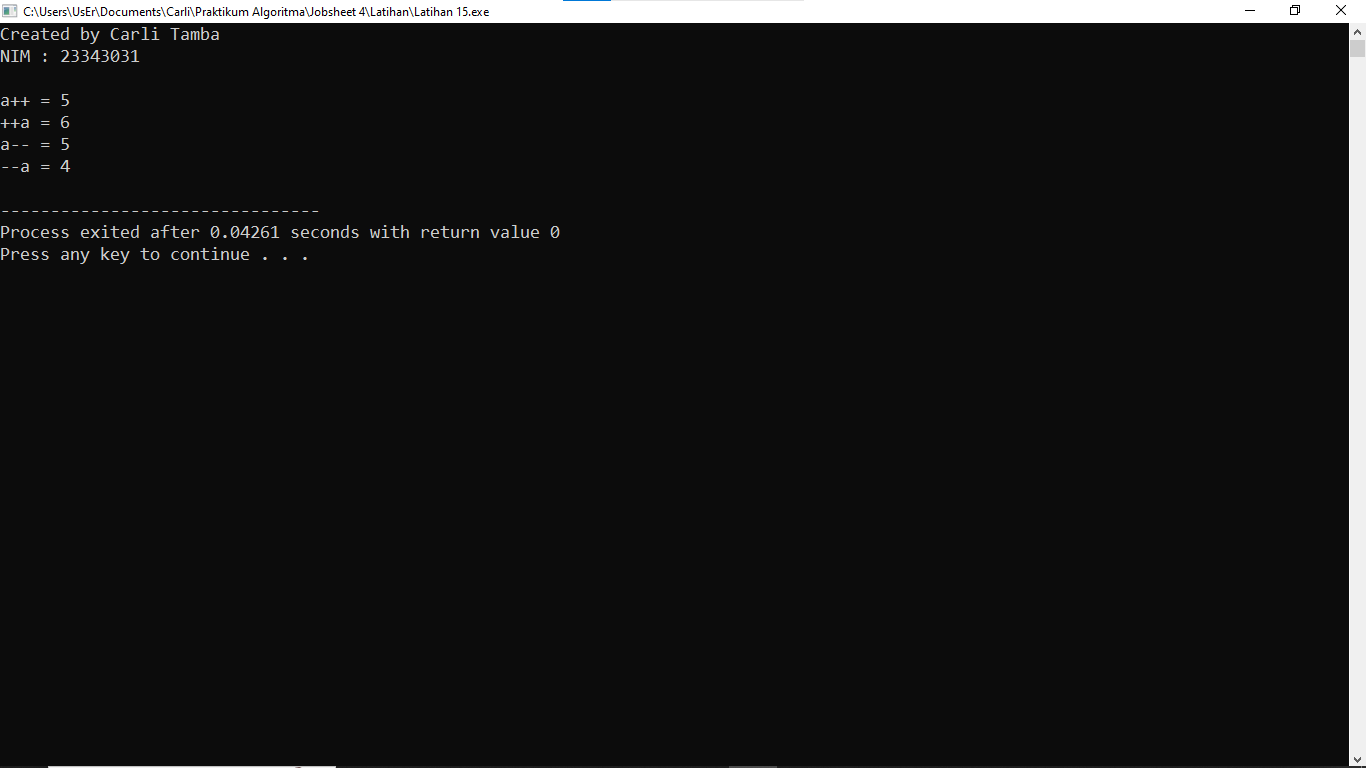 C:\Users\UsEr\Documents\Carli\Praktikum Algoritma\Jobsheet 4\Latihan\Latihan 15.exe
Created by Carli Tamba
NIM : 23343031
a++ = 5
++a = 6
a-- = 5
--a = 4
--------------------------------
Process exited after 0.04261 seconds with return value 0
Press any key to continue . . .